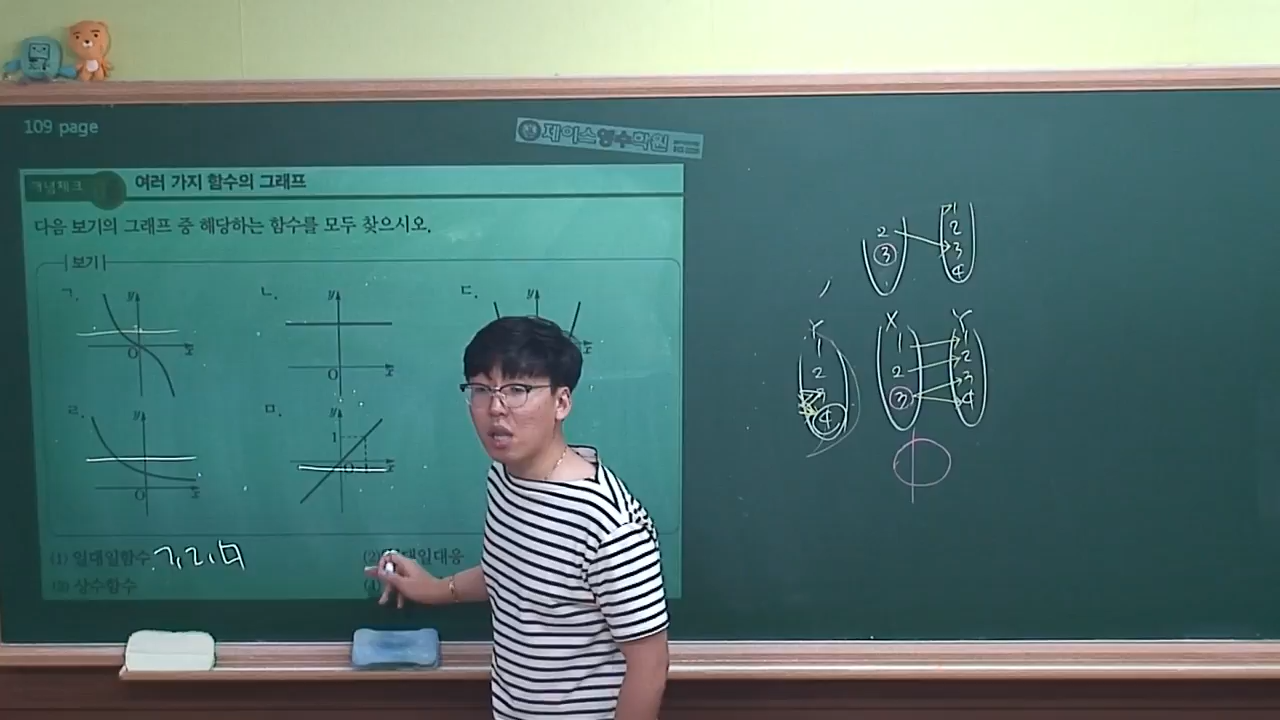 109 page
제이스영수학원
개념체크
여러 가지 함수의 그래프
다음 보기의 그래프 중 해당하는 함수를 모두 찾으시오.
보기
ㄱ. y x O
ㄴ. y x O
ㄷ. y x
ㄹ. y x O
ㅁ. y 1 O 1 x
(1) 일대일함수 ㄱ, ㄹ, ㅁ
(2) 대일대응
(3) 상수함수
(4)
2 3
1 2 3 4
Y 1 2 3 4
X 1 2 3
Y 1 2 3 4